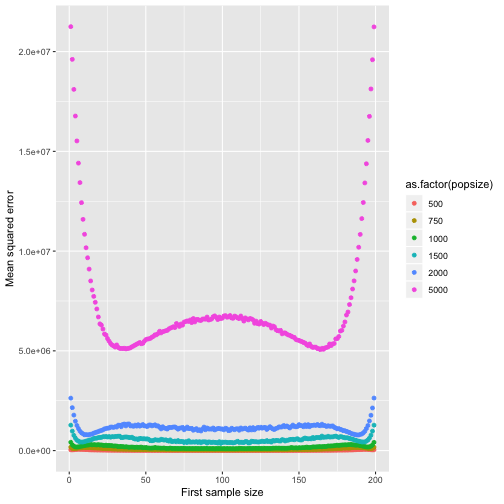 2.0e+07
1.5e+07
1.0e+07
5.0e+06
0.0e+00
Mean squared error
0
50
100
150
200
First sample size
as.factor(popsize)
500
750
1000
1500
2000
5000